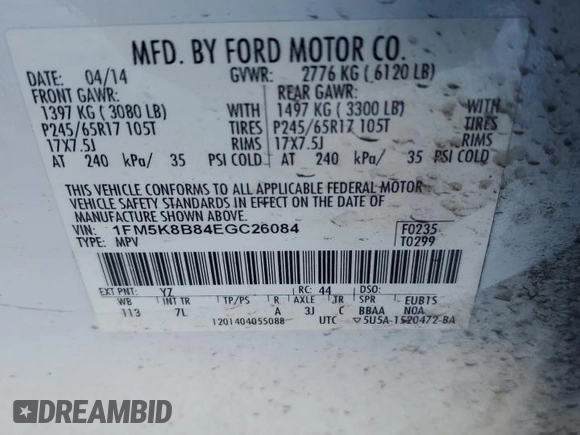 MFD. BY FORD MOTOR CO.
DATE: 04/14 GVWR: 2776 KG ( 6120 LB)
FRONT GAWR: REAR GAWR:
1397 KG ( 3080 LB) WITH 1497 KG ( 3300 LB) WITH
P245/65R17 105T TIRES P245/65R17 105T TIRES
17X7.5J RIMS 17X7.5J RIMS
AT 240 kPa/ 35 PSI COLD AT 240 kPa/ 35 PSI COLD
THIS VEHICLE CONFORMS TO ALL APPLICABLE FEDERAL MOTOR
VEHICLE SAFETY STANDARDS IN EFFECT ON THE DATE OF
MANUFACTURE SHOWN ABOVE.
VIN: 1FM5K8B84EGC26084 F0235
TYPE: MPV T0299
EXT PNT: YZ RC: 44 DSO:
WB INT TR TP/PS R AXLE TR SPR EUBTS
113 7L A 3J C BBAA NOA
1201404055088 UTC ▽5U5A-1520472-BA
DREAMBID